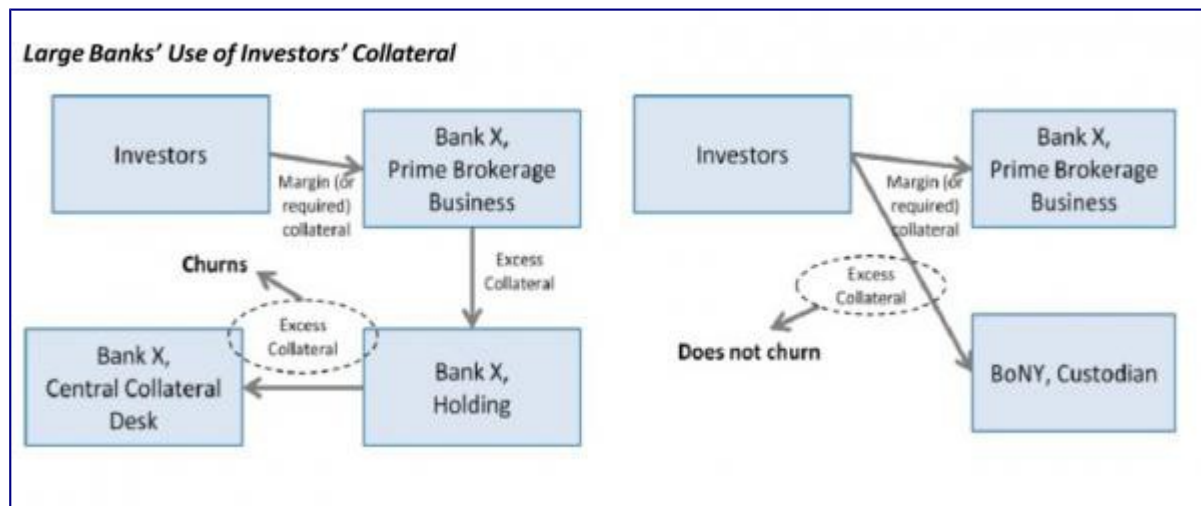 Large Banks’ Use of Investors’ Collateral
Investors
Bank X,
Prime Brokerage
Business
Margin (or
required)
collateral
Churns
Excess
Collateral
Excess
Collateral
Bank X,
Central Collateral
Desk
Bank X,
Holding
Investors
Bank X,
Prime Brokerage
Business
Margin (or
required)
collateral
Excess
Collateral
Does not churn
BoNY, Custodian